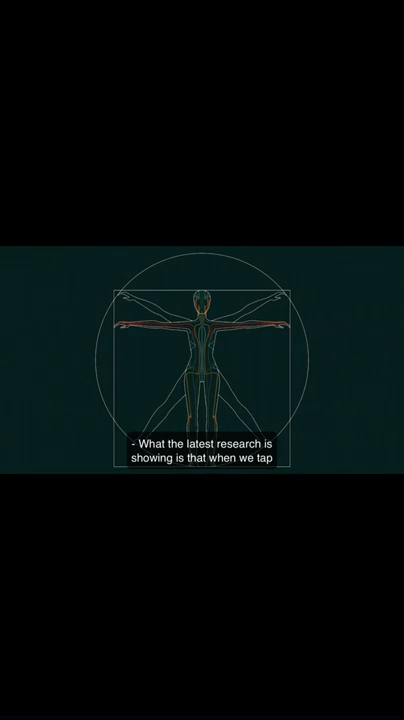 - What the latest research is
showing is that when we tap